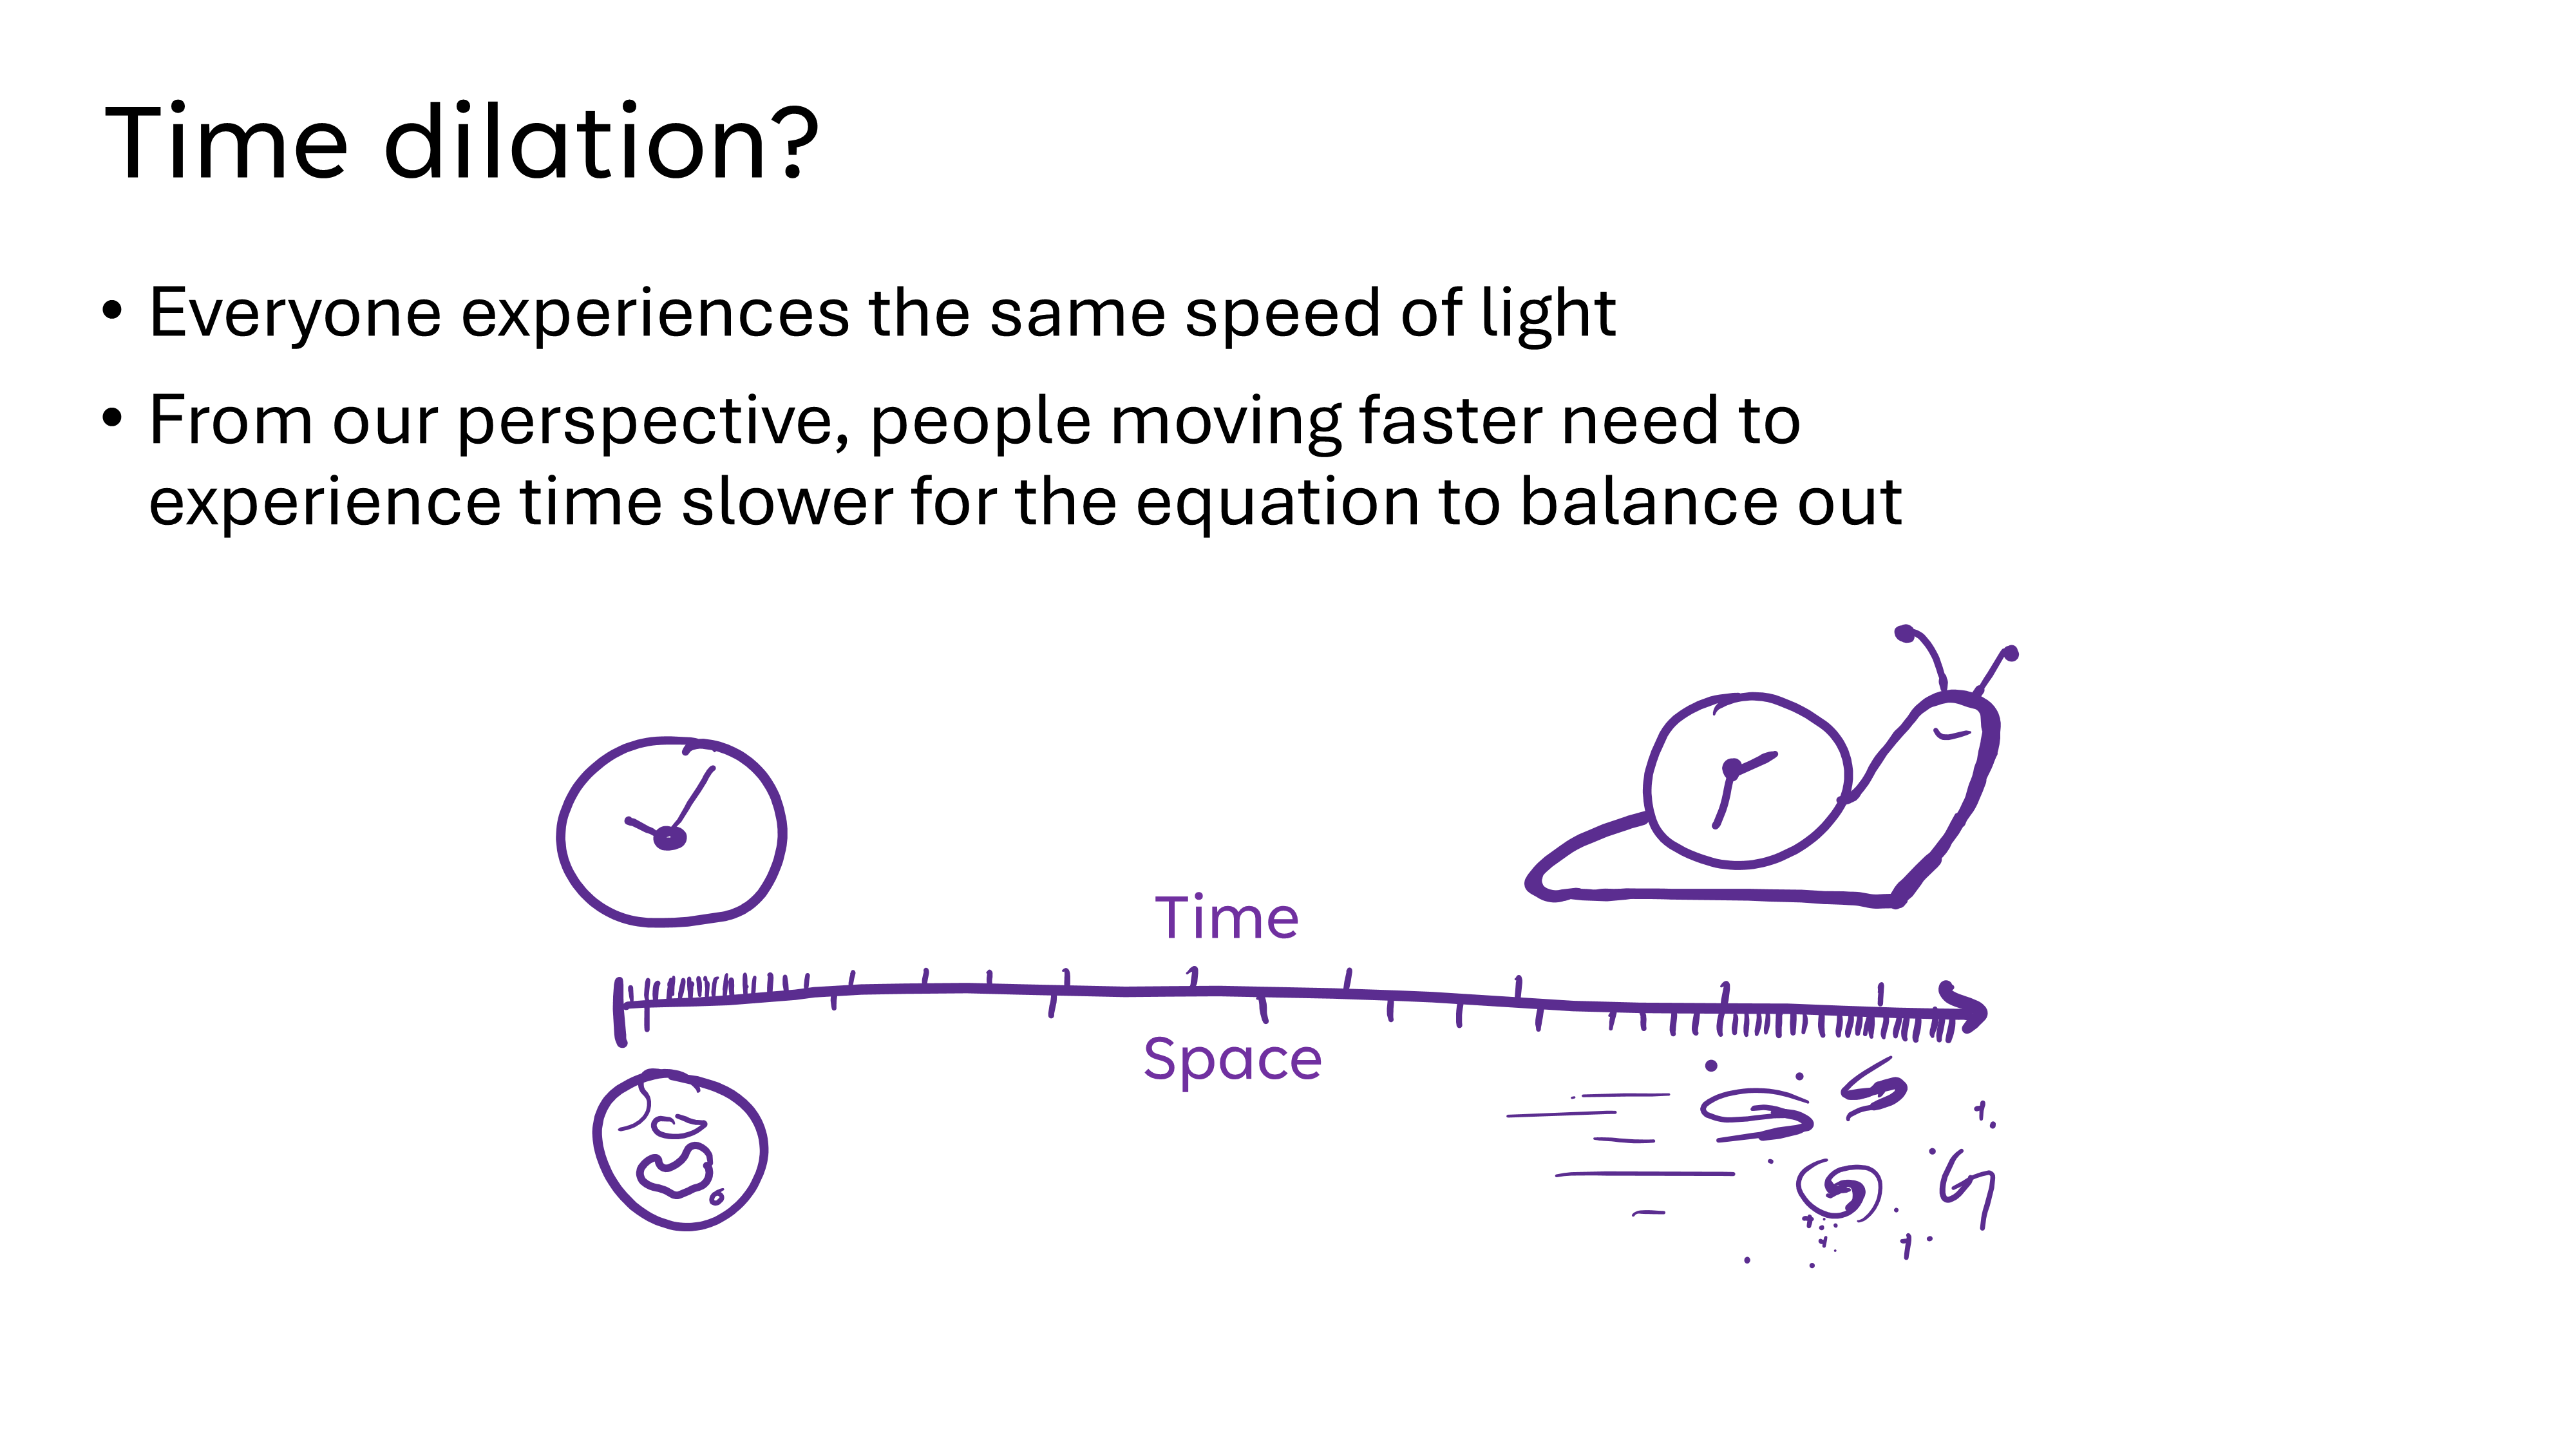 Time dilation?
• Everyone experiences the same speed of light
• From our perspective, people moving faster need to
experience time slower for the equation to balance out
Time
Space